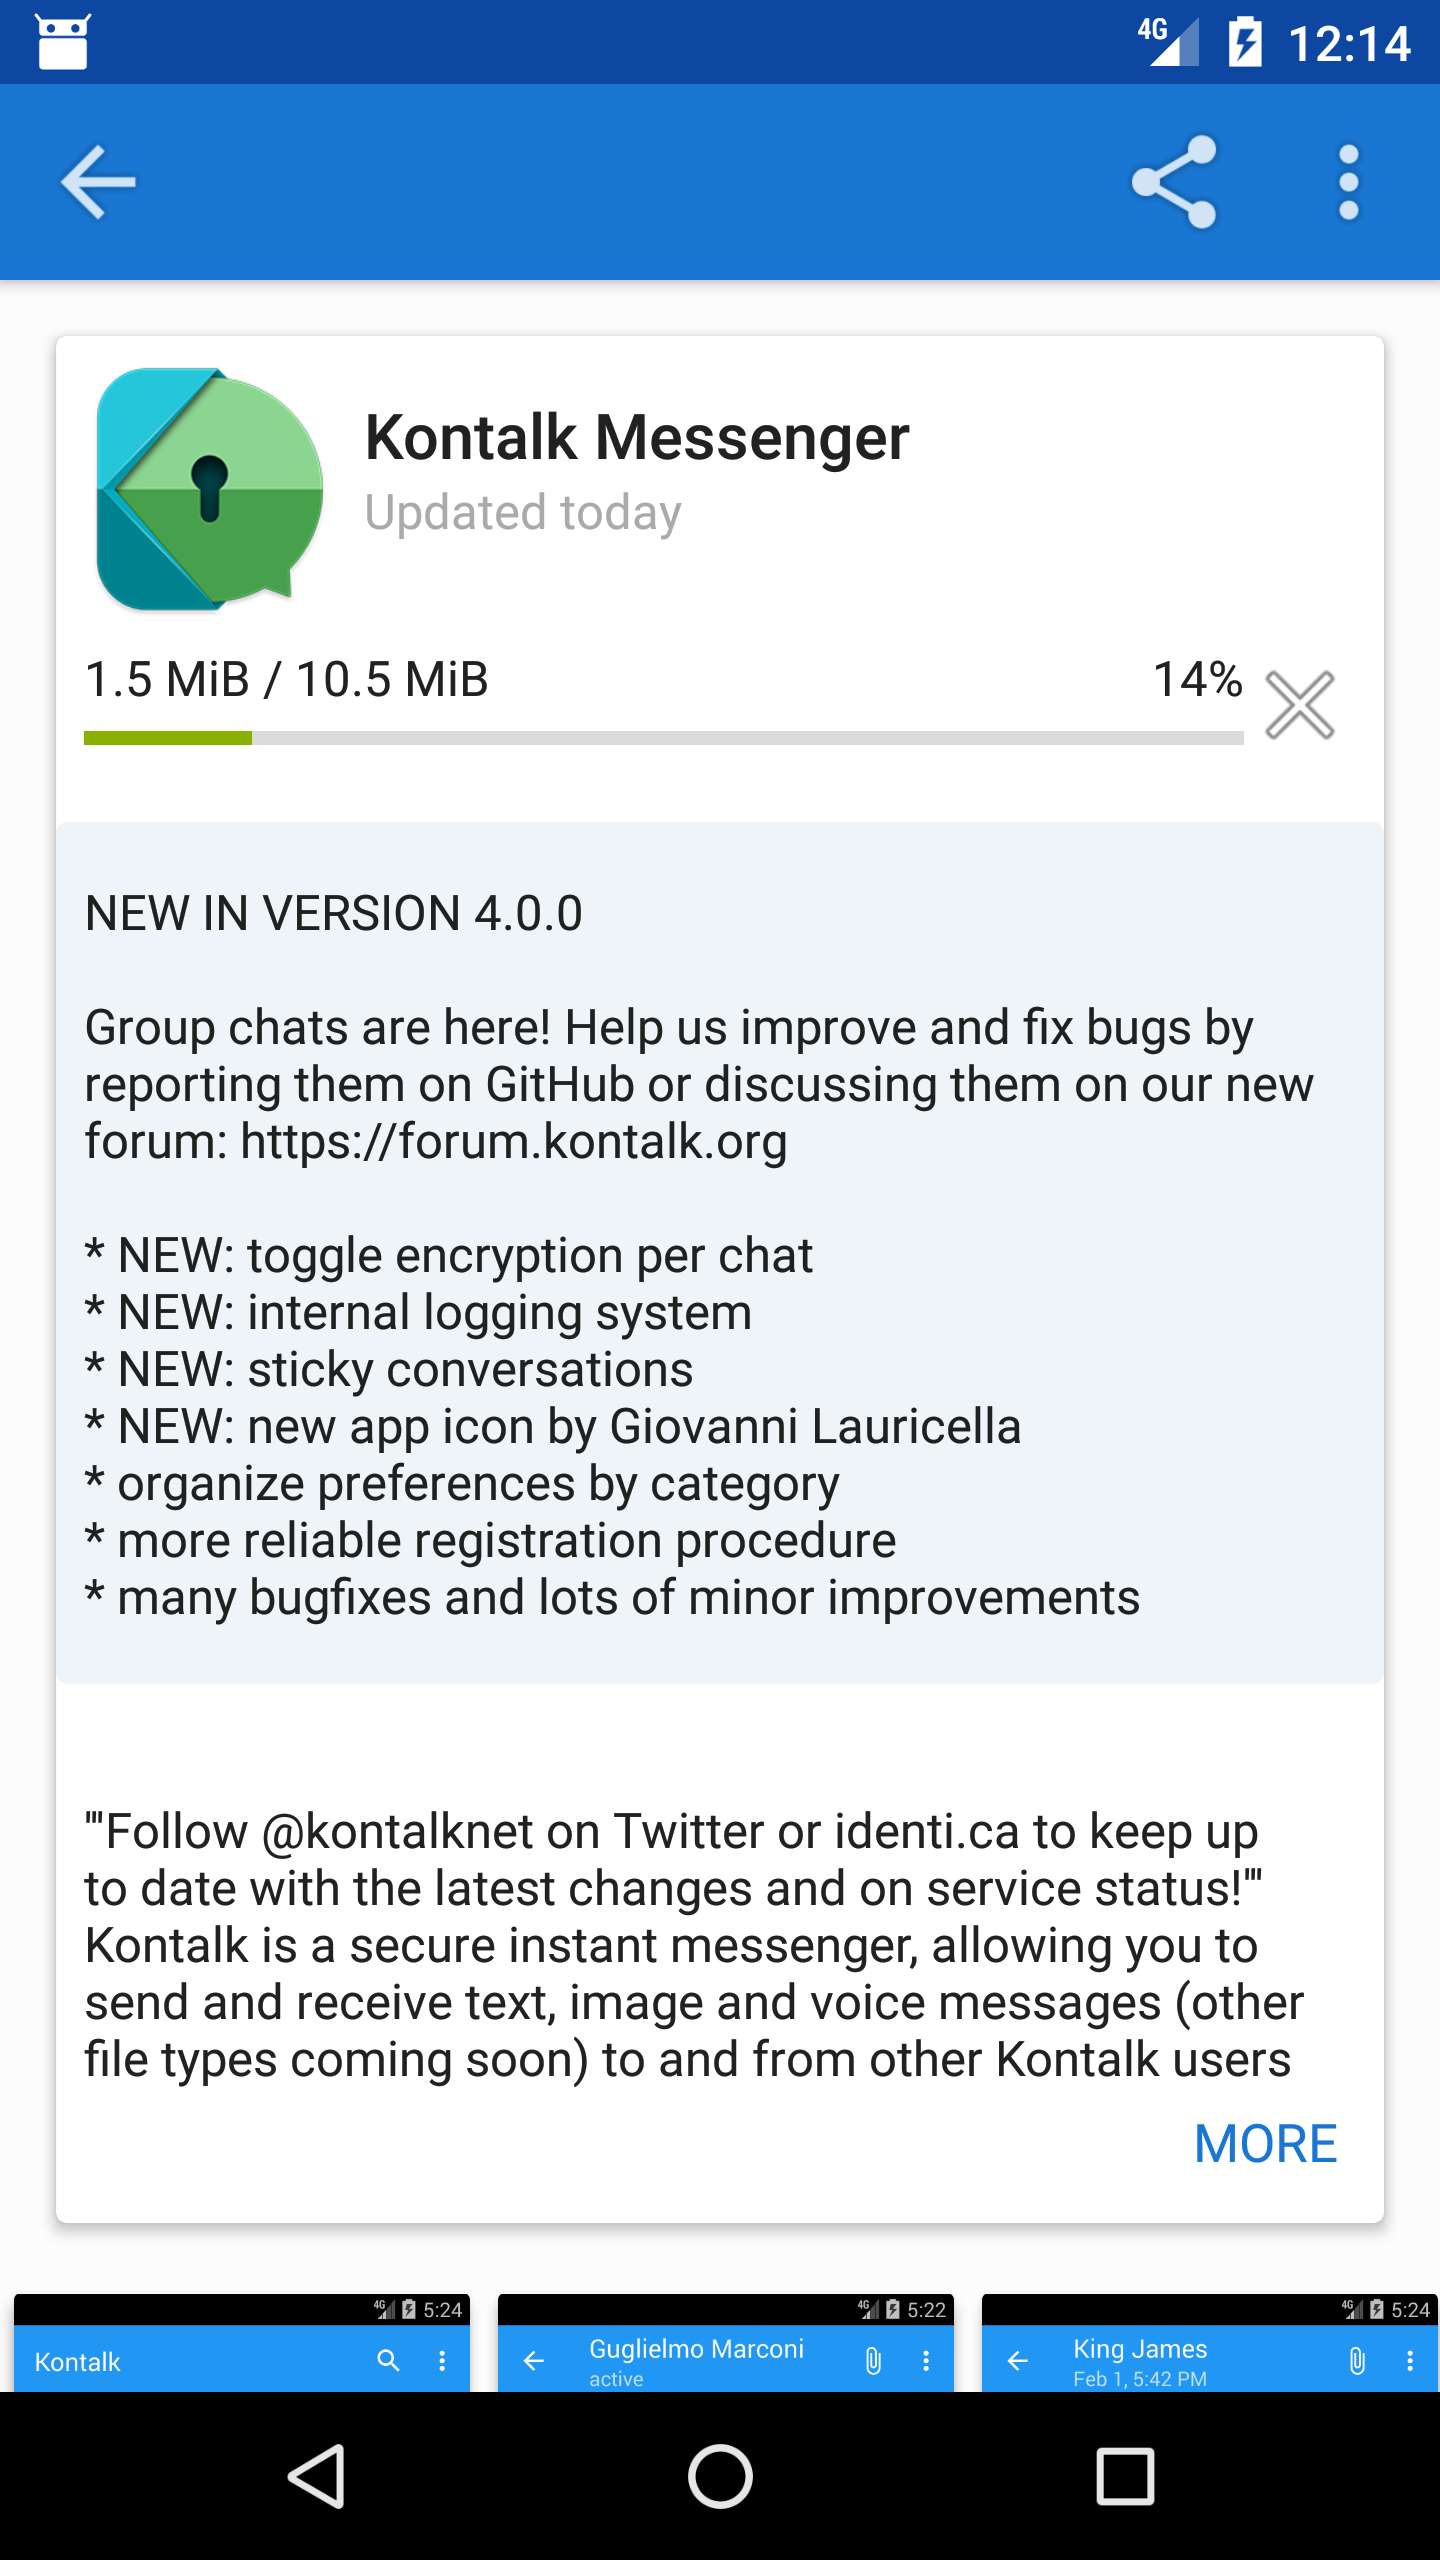 4G 12:14
Kontalk Messenger
Updated today
1.5 MiB / 10.5 MiB 14%
NEW IN VERSION 4.0.0
Group chats are here! Help us improve and fix bugs by
reporting them on GitHub or discussing them on our new
forum: https://forum.kontalk.org
* NEW: toggle encryption per chat
* NEW: internal logging system
* NEW: sticky conversations
* NEW: new app icon by Giovanni Lauricella
* organize preferences by category
* more reliable registration procedure
* many bugfixes and lots of minor improvements
'''Follow @kontalknet on Twitter or identi.ca to keep up
to date with the latest changes and on service status!'''
Kontalk is a secure instant messenger, allowing you to
send and receive text, image and voice messages (other
file types coming soon) to and from other Kontalk users
MORE
4G 5:24
Kontalk
4G 5:22
Guglielmo Marconi
active
4G 5:24
King James
Feb 1, 5:42 PM